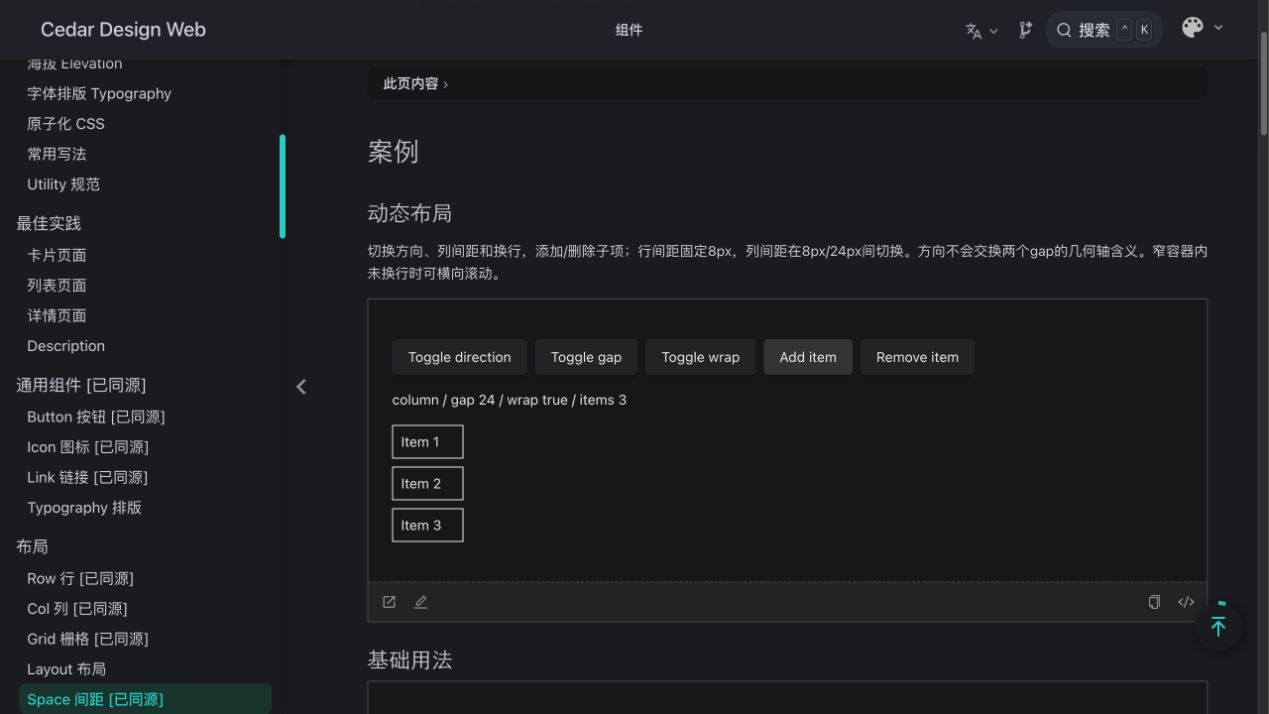 Cedar Design Web
组件
搜索 ^ K
海拔 Elevation
字体排版 Typography
原子化 CSS
常用写法
Utility 规范
最佳实践
卡片页面
列表页面
详情页面
Description
通用组件 [已同源]
Button 按钮 [已同源]
Icon 图标 [已同源]
Link 链接 [已同源]
Typography 排版
布局
Row 行 [已同源]
Col 列 [已同源]
Grid 栅格 [已同源]
Layout 布局
Space 间距 [已同源]
此页内容 ›
案例
动态布局
切换方向、列间距和换行，添加/删除子项；行间距固定8px，列间距在8px/24px间切换。方向不会交换两个gap的几何轴含义。窄容器内
未换行时可横向滚动。
Toggle direction Toggle gap Toggle wrap Add item Remove item
column / gap 24 / wrap true / items 3
Item 1
Item 2
Item 3
基础用法